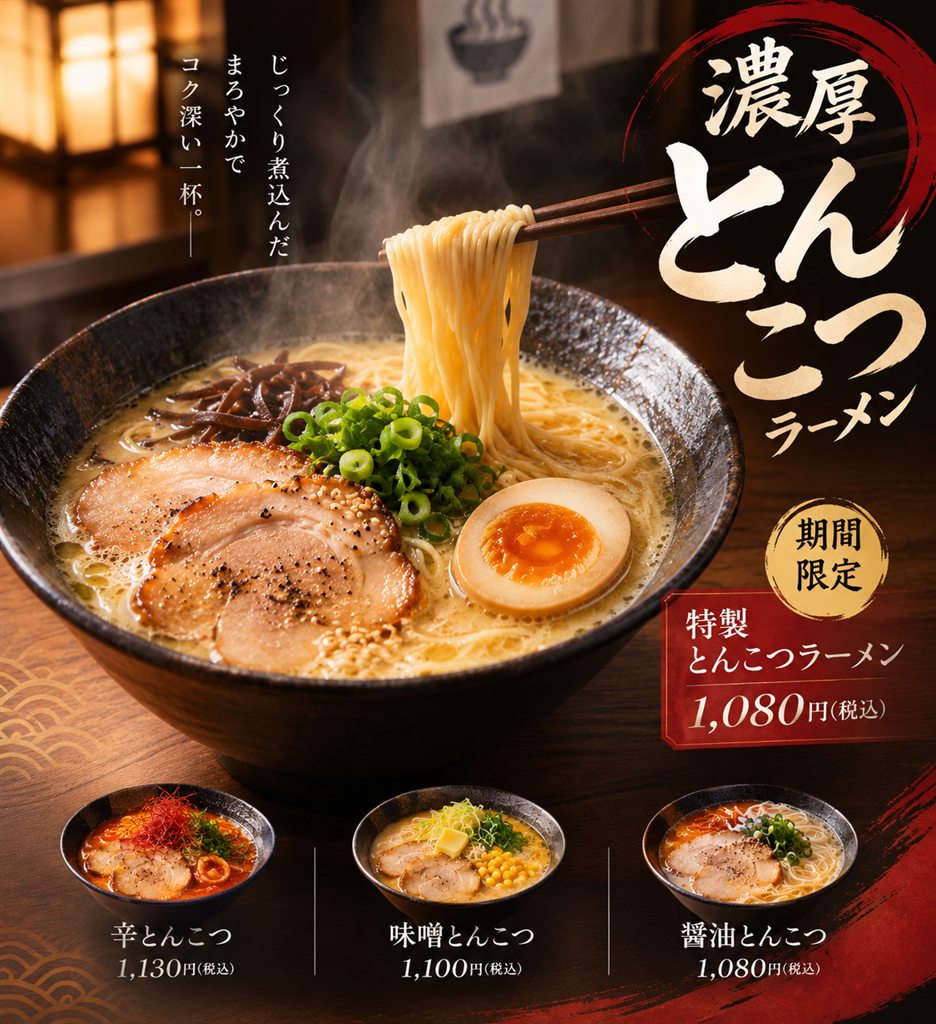 濃厚
とん
こつ
ラーメン
じっくり煮込んだ
まろやかで
コク深い一杯。
期間
限定
特製
とんこつラーメン
1,080円(税込)
辛とんこつ
1,130円(税込)
味噌とんこつ
1,100円(税込)
醤油とんこつ
1,080円(税込)